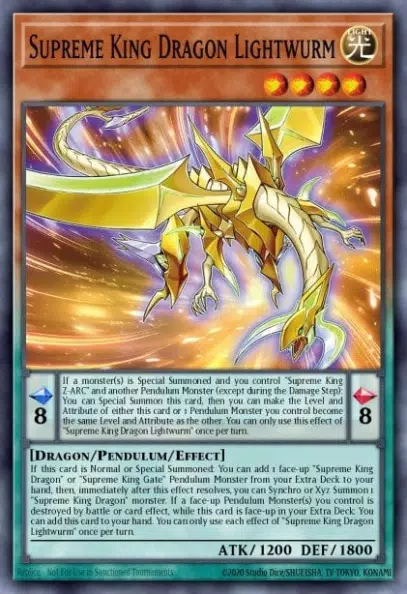 SUPREME KING DRAGON LIGHTWURM
LIGHT
光
If a monster(s) is Special Summoned and you control "Supreme King
Z-ARC" and another Pendulum Monster (except during the Damage Step):
You can Special Summon this card, then you can make the Level and
Attribute of either this card or 1 Pendulum Monster you control become
the same Level and Attribute as the other. You can only use this effect of
"Supreme King Dragon Lightwurm" once per turn.
8
8
[DRAGON/PENDULUM/EFFECT]
If this card is Normal or Special Summoned: You can add 1 face-up "Supreme King
Dragon" or "Supreme King Gate" Pendulum Monster from your Extra Deck to your
hand, then, immediately after this effect resolves, you can Synchro or Xyz Summon 1
"Supreme King Dragon" monster. If a face-up Pendulum Monster(s) you control is
destroyed by battle or card effect, while this card is face-up in your Extra Deck: You
can add this card to your hand. You can only use each effect of "Supreme King Dragon
Lightwurm" once per turn.
ATK/1200 DEF/1800
Replica - Not For Use In Sanctioned Tournaments
©2020 Studio Dice/SHUEISHA, TV TOKYO, KONAMI